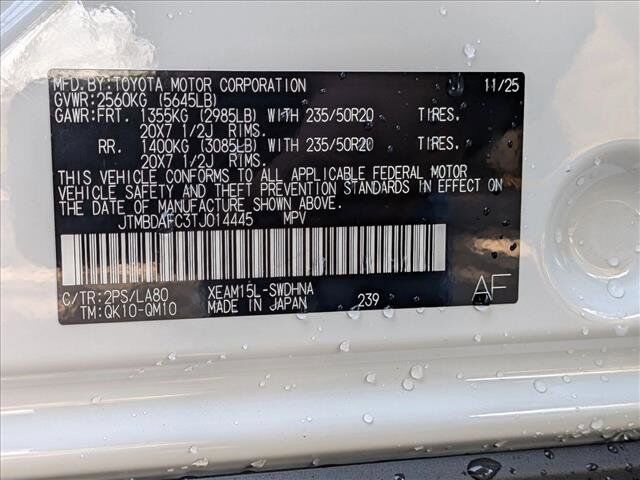 MFD.BY:TOYOTA MOTOR CORPORATION 11/25
GVWR:2560KG (5645LB)
GAWR:FRT. 1355KG (2985LB) WITH 235/50R20 TIRES.
20X7 1/2J RIMS.
RR. 1400KG (3085LB) WITH 235/50R20 TIRES.
20X7 1/2J RIMS.
THIS VEHICLE CONFORMS TO ALL APPLICABLE FEDERAL MOTOR
VEHICLE SAFETY AND THEFT PREVENTION STANDARDS IN EFFECT ON
THE DATE OF MANUFACTURE SHOWN ABOVE.
JTMBDAFC3TJ014445 MPV
C/TR:2PS/LA80 XEAM15L-SWDHNA
TM:QK10-QM10 MADE IN JAPAN 239 AF